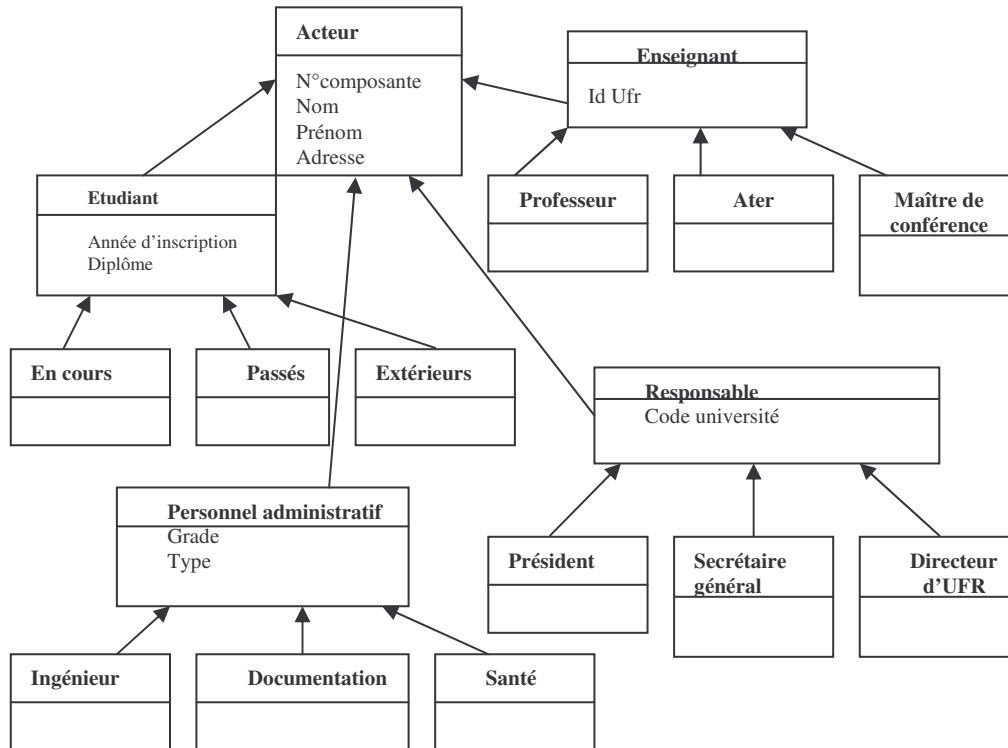 Acteur
N°composante
Nom
Prénom
Adresse
Enseignant
Id Ufr
Etudiant
Année d’inscription
Diplôme
Professeur
Ater
Maître de
conférence
En cours
Passés
Extérieurs
Responsable
Code université
Personnel administratif
Grade
Type
Président
Secrétaire
général
Directeur
d’UFR
Ingénieur
Documentation
Santé